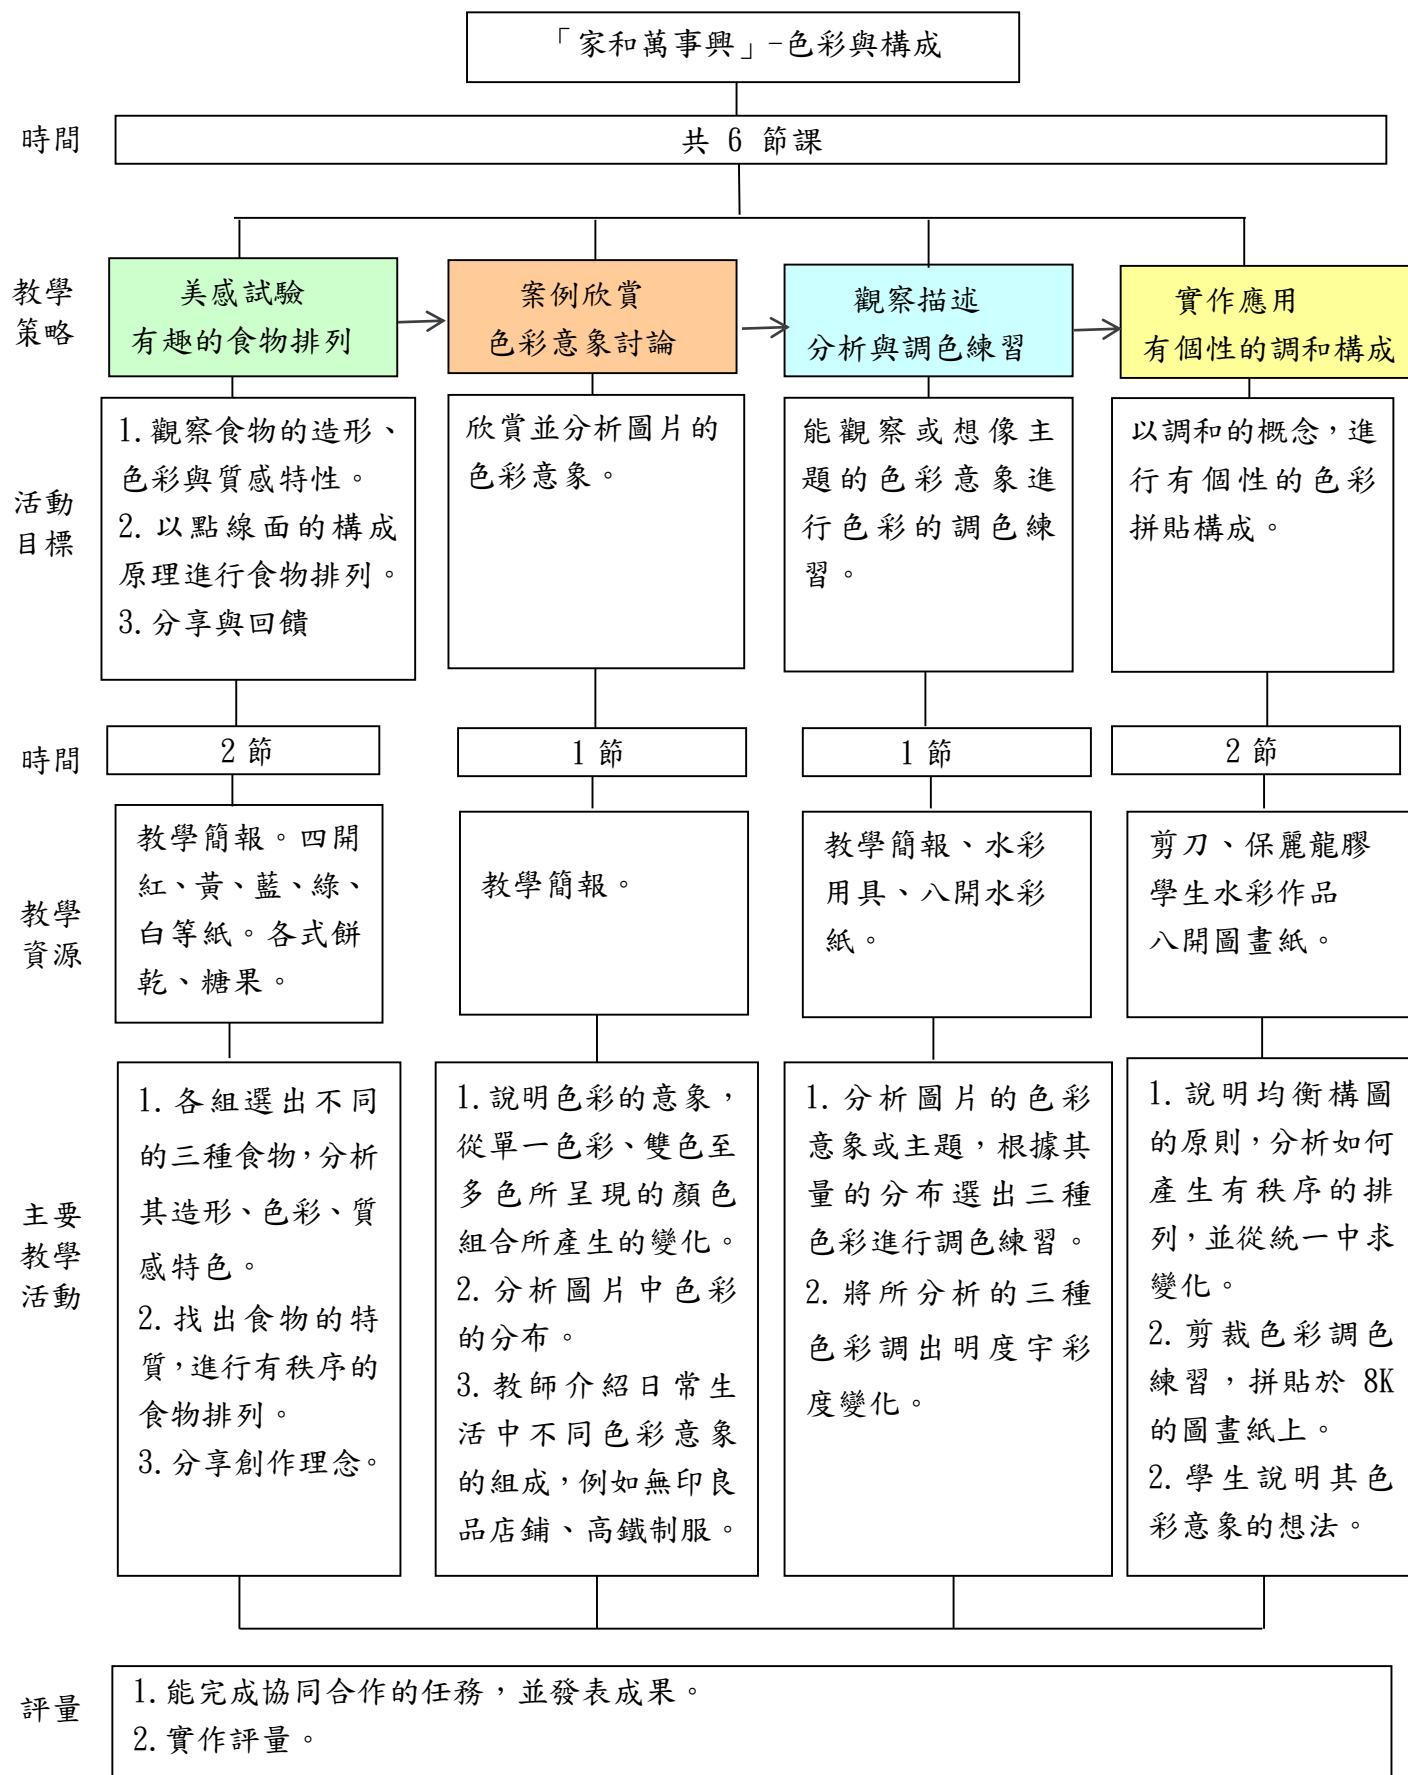 「家和萬事興」-色彩與構成
時間
共 6 節課
教學
策略
美感試驗
有趣的食物排列
案例欣賞
色彩意象討論
觀察描述
分析與調色練習
實作應用
有個性的調和構成
活動
目標
1.觀察食物的造形、
色彩與質感特性。
2.以點線面的構成
原理進行食物排列。
3.分享與回饋
欣賞並分析圖片的
色彩意象。
能觀察或想像主
題的色彩意象進
行色彩的調色練
習。
以調和的概念，進
行有個性的色彩
拼貼構成。
時間
2 節
1 節
1 節
2 節
教學
資源
教學簡報。四開
紅、黃、藍、綠、
白等紙。各式餅
乾、糖果。
教學簡報。
教學簡報、水彩
用具、八開水彩
紙。
剪刀、保麗龍膠
學生水彩作品
八開圖畫紙。
主要
教學
活動
1.各組選出不同
的三種食物，分析
其造形、色彩、質
感特色。
2.找出食物的特
質，進行有秩序的
食物排列。
3.分享創作理念。
1.說明色彩的意象，
從單一色彩、雙色至
多色所呈現的顏色
組合所產生的變化。
2.分析圖片中色彩
的分布。
3.教師介紹日常生
活中不同色彩意象
的組成，例如無印良
品店鋪、高鐵制服。
1.分析圖片的色彩
意象或主題，根據其
量的分布選出三種
色彩進行調色練習。
2.將所分析的三種
色彩調出明度宇彩
度變化。
1.說明均衡構圖
的原則，分析如何
產生有秩序的排
列，並從統一中求
變化。
2.剪裁色彩調色
練習，拼貼於 8K
的圖畫紙上。
2.學生說明其色
彩意象的想法。
評量
1.能完成協同合作的任務，並發表成果。
2.實作評量。